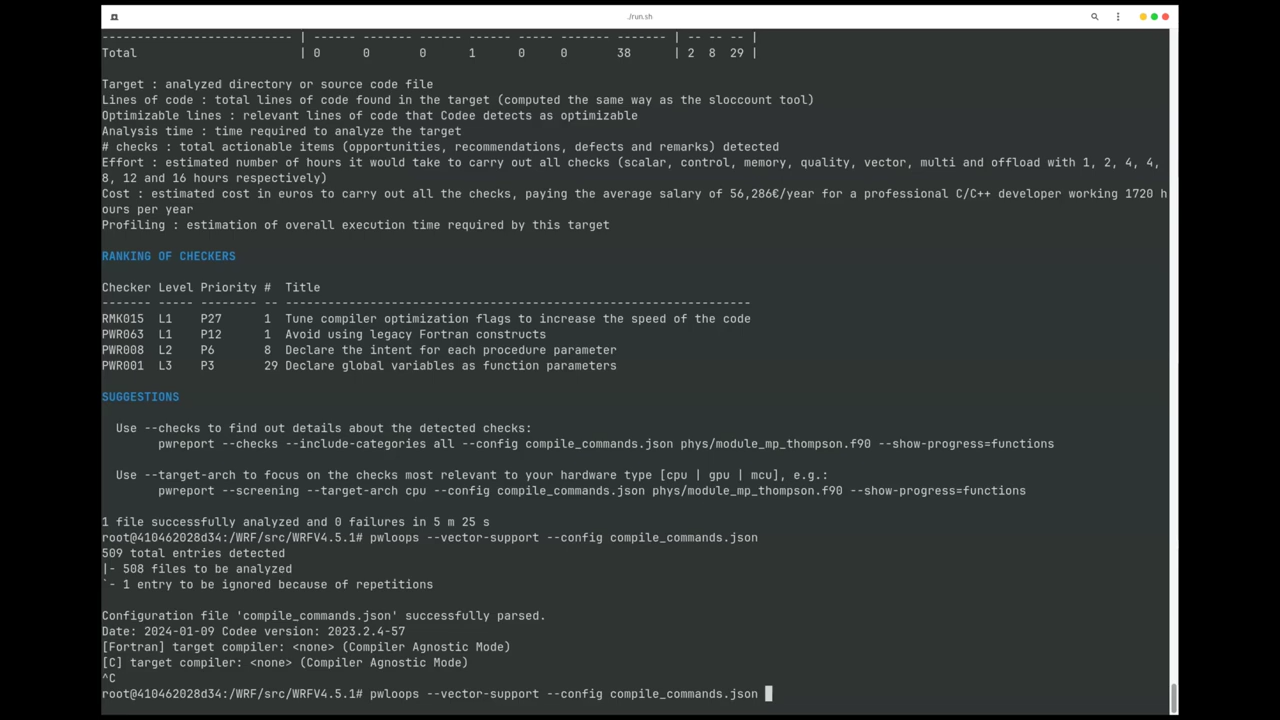 ./run.sh
--------------------------- | ------ ------- ------ ------ ----- ------ ------- ------- | -- -- -- |
Total | 0 0 0 1 0 0 38 | 2 8 29 |
Target : analyzed directory or source code file
Lines of code : total lines of code found in the target (computed the same way as the sloccount tool)
Optimizable lines : relevant lines of code that Codee detects as optimizable
Analysis time : time required to analyze the target
# checks : total actionable items (opportunities, recommendations, defects and remarks) detected
Effort : estimated number of hours it would take to carry out all checks (scalar, control, memory, quality, vector, multi and offload with 1, 2, 4, 4,
8, 12 and 16 hours respectively)
Cost : estimated cost in euros to carry out all the checks, paying the average salary of 56,286€/year for a professional C/C++ developer working 1720 h
ours per year
Profiling : estimation of overall execution time required by this target
RANKING OF CHECKERS
Checker Level Priority # Title
------- ----- -------- -- -------------------------------------------------------------------
RMK015 L1 P27 1 Tune compiler optimization flags to increase the speed of the code
PWR063 L1 P12 1 Avoid using legacy Fortran constructs
PWR008 L2 P6 8 Declare the intent for each procedure parameter
PWR001 L3 P3 29 Declare global variables as function parameters
SUGGESTIONS
Use --checks to find out details about the detected checks:
pwreport --checks --include-categories all --config compile_commands.json phys/module_mp_thompson.f90 --show-progress=functions
Use --target-arch to focus on the checks most relevant to your hardware type [cpu | gpu | mcu], e.g.:
pwreport --screening --target-arch cpu --config compile_commands.json phys/module_mp_thompson.f90 --show-progress=functions
1 file successfully analyzed and 0 failures in 5 m 25 s
root@410462028d34:/WRF/src/WRFV4.5.1# pwloops --vector-support --config compile_commands.json
509 total entries detected
|- 508 files to be analyzed
`- 1 entry to be ignored because of repetitions
Configuration file 'compile_commands.json' successfully parsed.
Date: 2024-01-09 Codee version: 2023.2.4-57
[Fortran] target compiler: <none> (Compiler Agnostic Mode)
[C] target compiler: <none> (Compiler Agnostic Mode)
^C
root@410462028d34:/WRF/src/WRFV4.5.1# pwloops --vector-support --config compile_commands.json